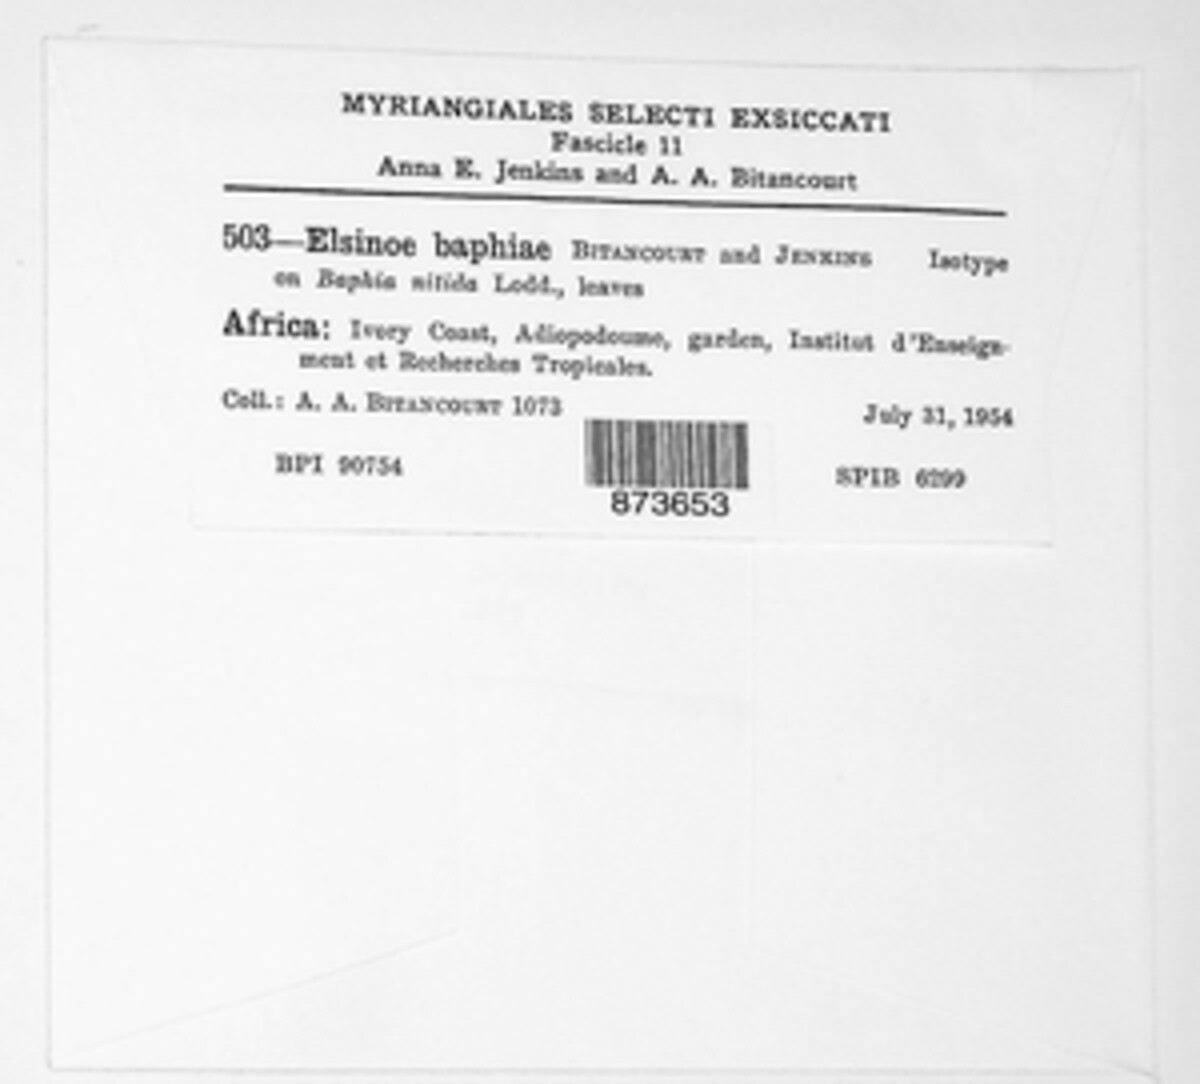 MYRIANGIALES SELECTI EXSICCATI
Fascicle 11
Anna E. Jenkins and A. A. Bitancourt
503—Elsinoe baphiae BITANCOURT and JENKINS Isotype
on Baphia nitida Lodd., leaves
Africa: Ivory Coast, Adiopodoume, garden, Institut d'Enseign-
ment et Recherches Tropicales.
Coll.: A. A. BITANCOURT 1073 July 31, 1954
BPI 90754 SPIB 6299
873653